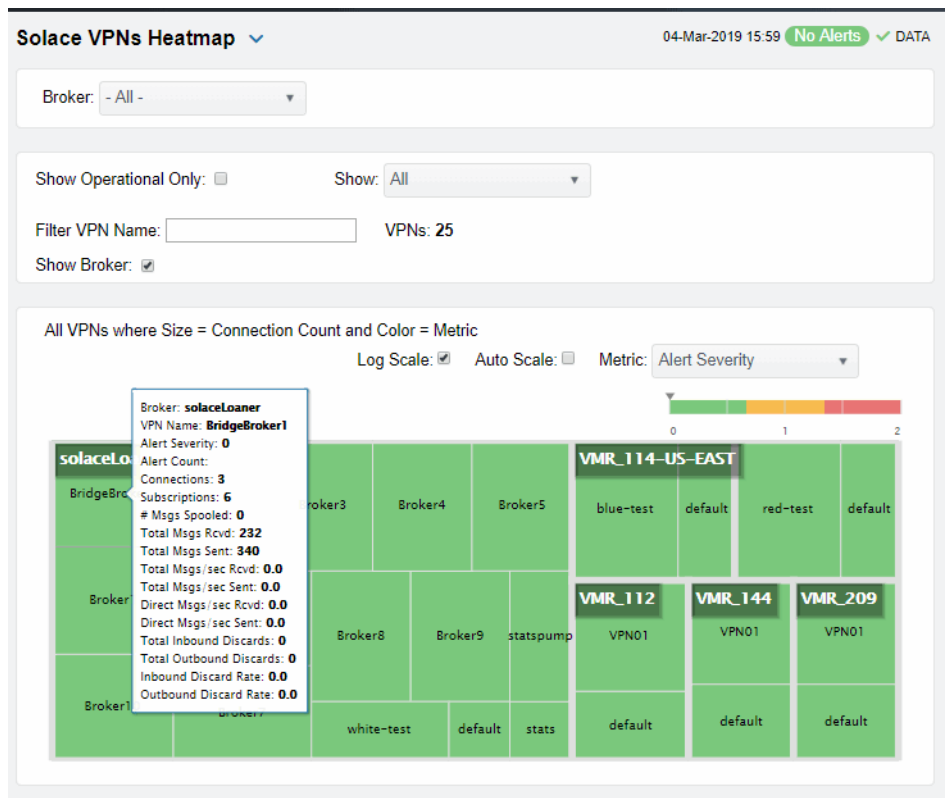 Solace VPNs Heatmap
04-Mar-2019 15:59 No Alerts DATA
Broker: - All -
Show Operational Only: Show: All
Filter VPN Name: VPNs: 25
Show Broker:
All VPNs where Size = Connection Count and Color = Metric
Log Scale: Auto Scale: Metric: Alert Severity
0 1 2
Broker: solaceLoaner
VPN Name: BridgeBroker1
Alert Severity: 0
Alert Count:
Connections: 3
Subscriptions: 6
# Msgs Spooled: 0
Total Msgs Rcvd: 232
Total Msgs Sent: 340
Total Msgs/sec Rcvd: 0.0
Total Msgs/sec Sent: 0.0
Direct Msgs/sec Rcvd: 0.0
Direct Msgs/sec Sent: 0.0
Total Inbound Discards: 0
Total Outbound Discards: 0
Inbound Discard Rate: 0.0
Outbound Discard Rate: 0.0
solaceLo
BridgeBro
roker3 Broker4 Broker5
Broker
Broker8 Broker9 statspump
Broker1
Broker7
white-test default stats
VMR_114-US-EAST
blue-test default red-test default
VMR_112 VMR_144 VMR_209
VPN01 VPN01 VPN01
default default default